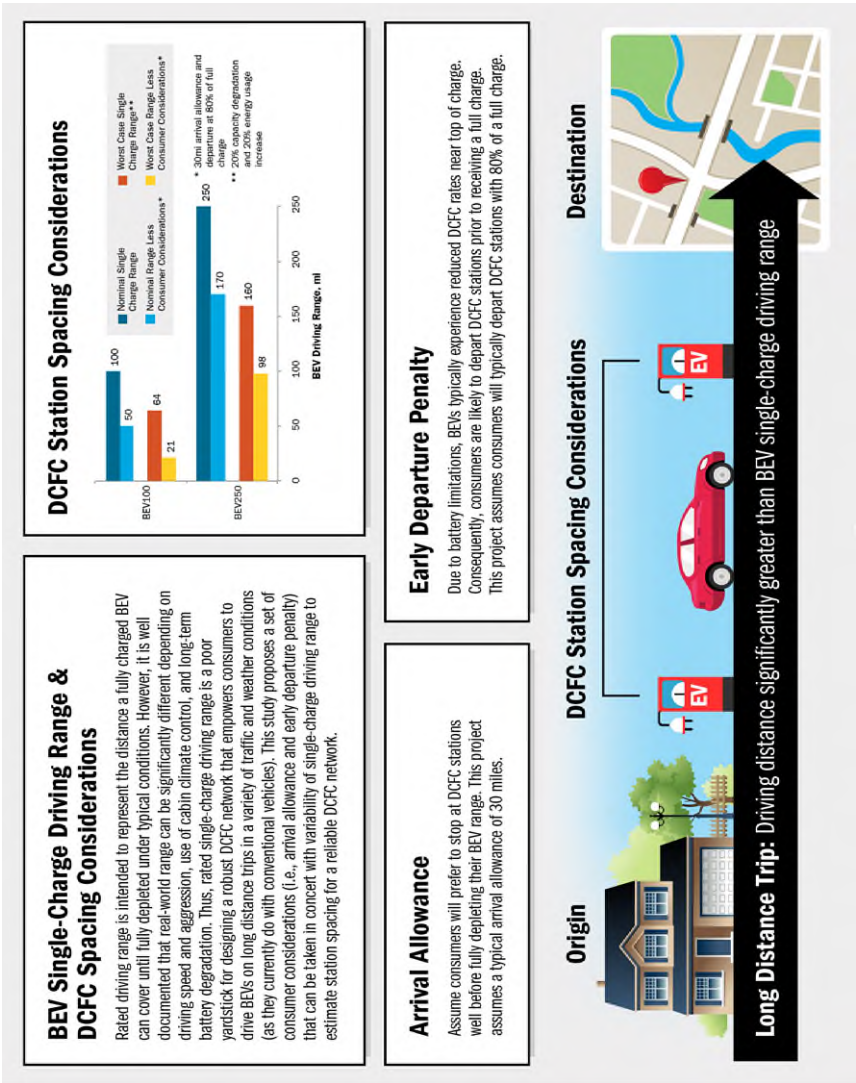 BEV Single-Charge Driving Range &
DCFC Spacing Considerations
Rated driving range is intended to represent the distance a fully charged BEV
can cover until fully depleted under typical conditions. However, it is well
documented that real-world range can be significantly different depending on
driving speed and aggression, use of cabin climate control, and long-term
battery degradation. Thus, rated single-charge driving range is a poor
yardstick for designing a robust DCFC network that empowers consumers to
drive BEVs on long distance trips in a variety of traffic and weather conditions
(as they currently do with conventional vehicles). This study proposes a set of
consumer considerations (i.e., arrival allowance and early departure penalty)
that can be taken in concert with variability of single-charge driving range to
estimate station spacing for a reliable DCFC network.
DCFC Station Spacing Considerations
Nominal Single
Charge Range
Nominal Range Less
Consumer Considerations*
Worst Case Single
Charge Range**
Worst Case Range Less
Consumer Considerations*
* 30mi arrival allowance and
departure at 80% of full
charge
** 20% capacity degradation
and 20% energy usage
increase
BEV100
100
50
64
21
BEV250
250
170
160
98
0
50
100
150
200
250
BEV Driving Range, mi
Arrival Allowance
Assume consumers will prefer to stop at DCFC stations
well before fully depleting their BEV range. This project
assumes a typical arrival allowance of 30 miles.
Early Departure Penalty
Due to battery limitations, BEVs typically experience reduced DCFC rates near top of charge.
Consequently, consumers are likely to depart DCFC stations prior to receiving a full charge.
This project assumes consumers will typically depart DCFC stations with 80% of a full charge.
Origin
DCFC Station Spacing Considerations
Destination
EV
EV
Long Distance Trip: Driving distance significantly greater than BEV single-charge driving range